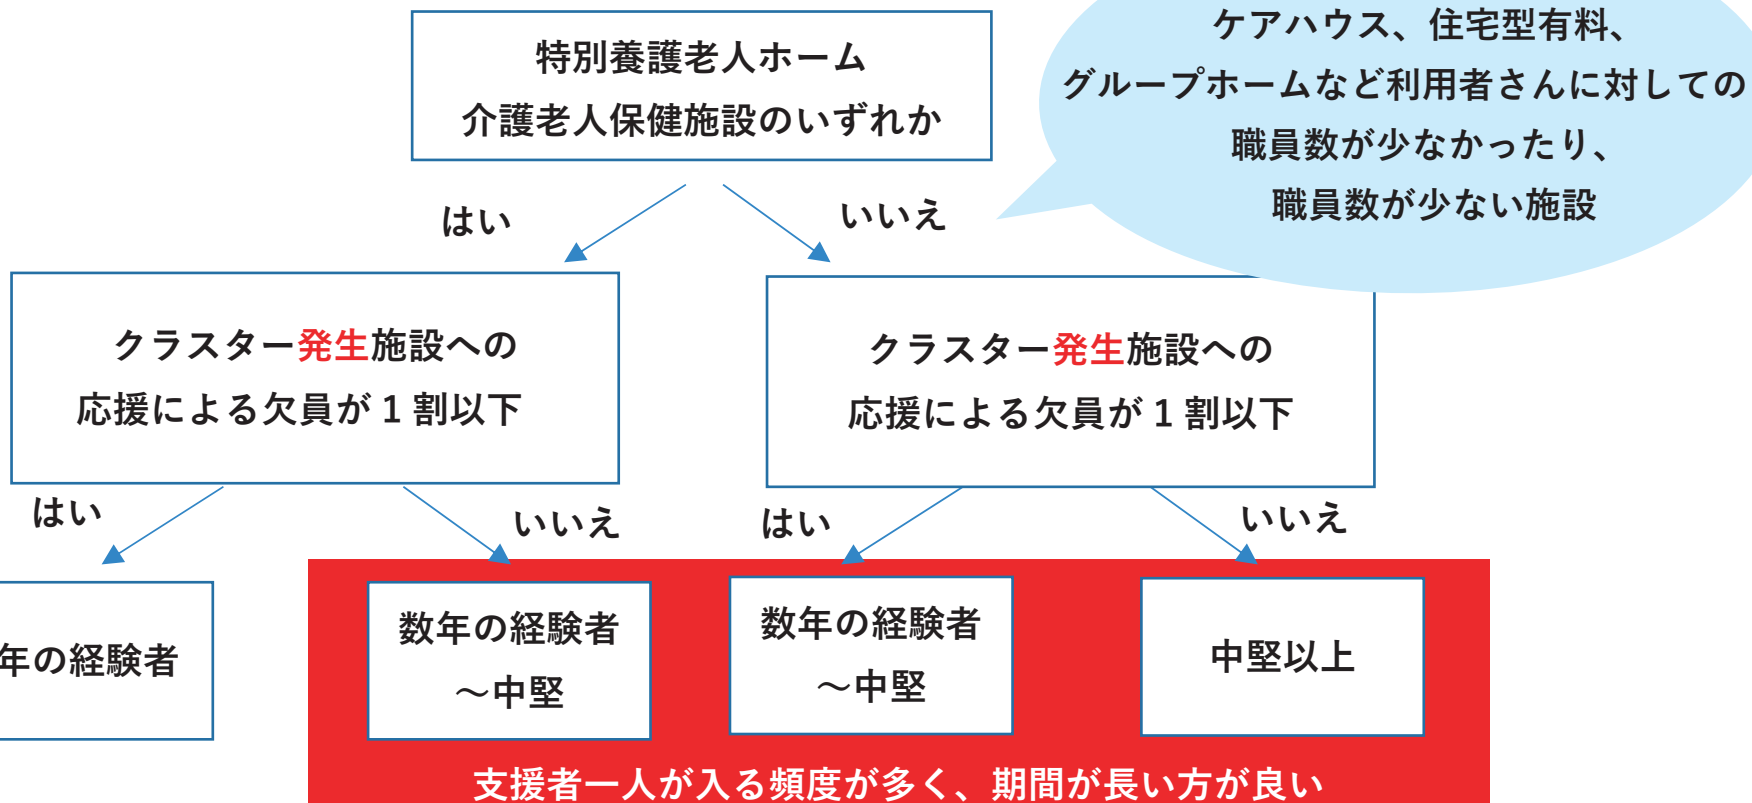 特別養護老人ホーム
介護老人保健施設のいずれか
ケアハウス、住宅型有料、
グループホームなど利用者さんに対しての
職員数が少なかったり、
職員数が少ない施設
はい
いいえ
クラスター発生施設への
応援による欠員が1割以下
クラスター発生施設への
応援による欠員が1割以下
はい
いいえ
はい
いいえ
年の経験者
数年の経験者
～中堅
数年の経験者
～中堅
中堅以上
支援者一人が入る頻度が多く、期間が長い方が良い